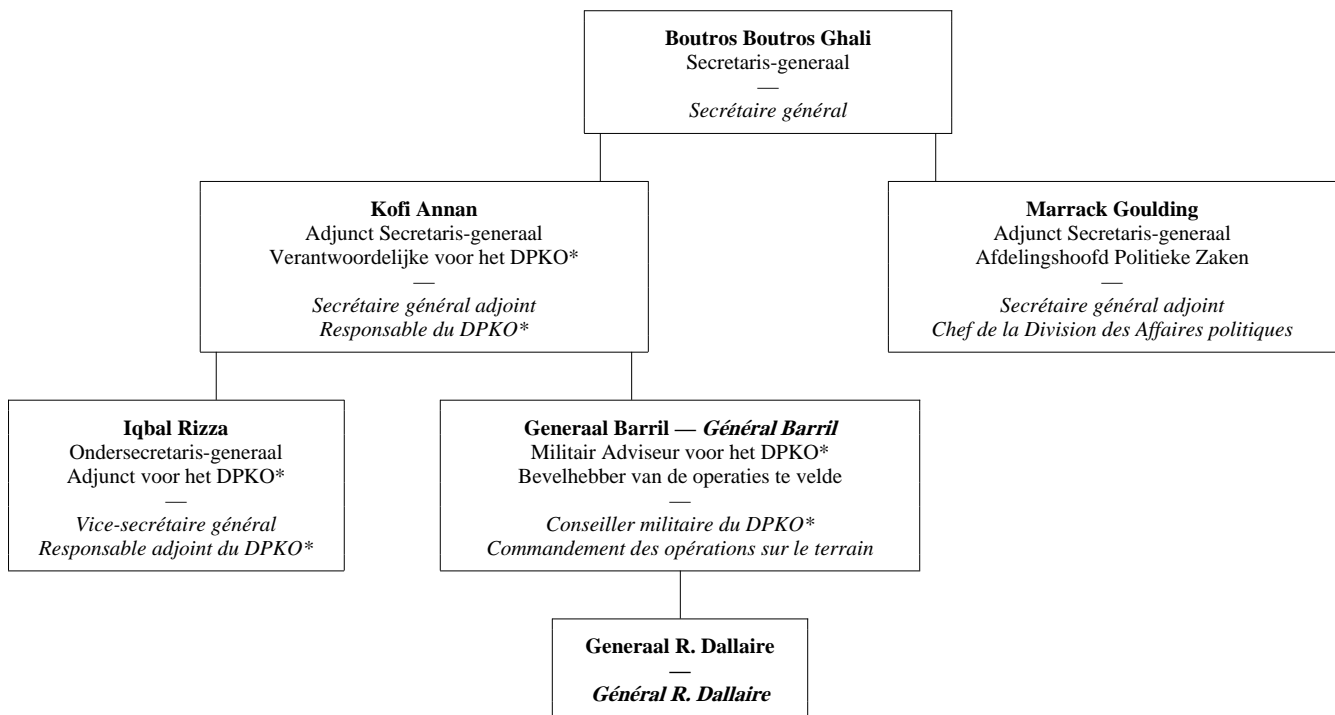 Boutros Boutros Ghali
Secretaris-generaal
—
Secrétaire général
Kofi Annan
Adjunct Secretaris-generaal
Verantwoordelijke voor het DPKO*
—
Secrétaire général adjoint
Responsable du DPKO*
Marrack Goulding
Adjunct Secretaris-generaal
Afdelingshoofd Politieke Zaken
—
Secrétaire général adjoint
Chef de la Division des Affaires politiques
Iqbal Rizza
Ondersecretaris-generaal
Adjunct voor het DPKO*
—
Vice-secrétaire général
Responsable adjoint du DPKO*
Generaal Barril — Général Barril
Militair Adviseur voor het DPKO*
Bevelhebber van de operaties te velde
—
Conseiller militaire du DPKO*
Commandement des opérations sur le terrain
Generaal R. Dallaire
—
Général R. Dallaire